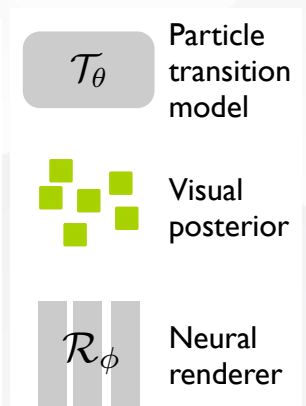 𝒯θ
Particle
transition
model
Visual
posterior
ℛϕ
Neural
renderer